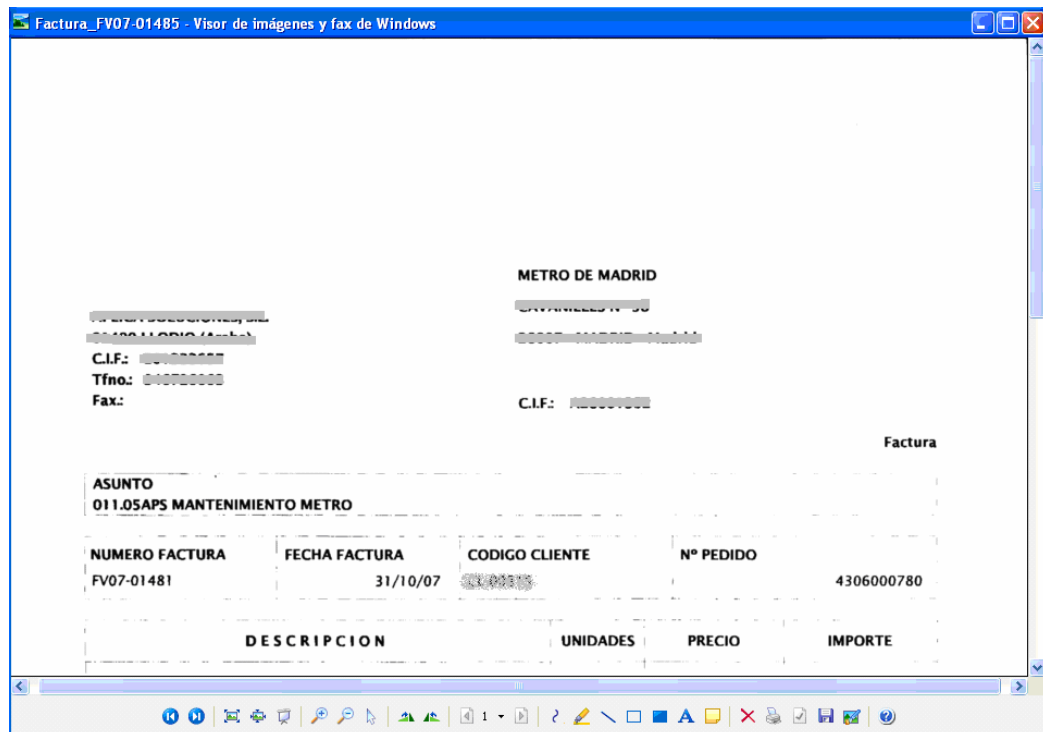 Factura_FV07-01485 - Visor de imágenes y fax de Windows
METRO DE MADRID
C.I.F.:
Tfno.:
Fax.:
C.I.F.:
Factura
ASUNTO
011.05APS MANTENIMIENTO METRO
NUMERO FACTURA FECHA FACTURA CODIGO CLIENTE Nº PEDIDO
FV07-01481 31/10/07 4306000780
DESCRIPCION UNIDADES PRECIO IMPORTE
1